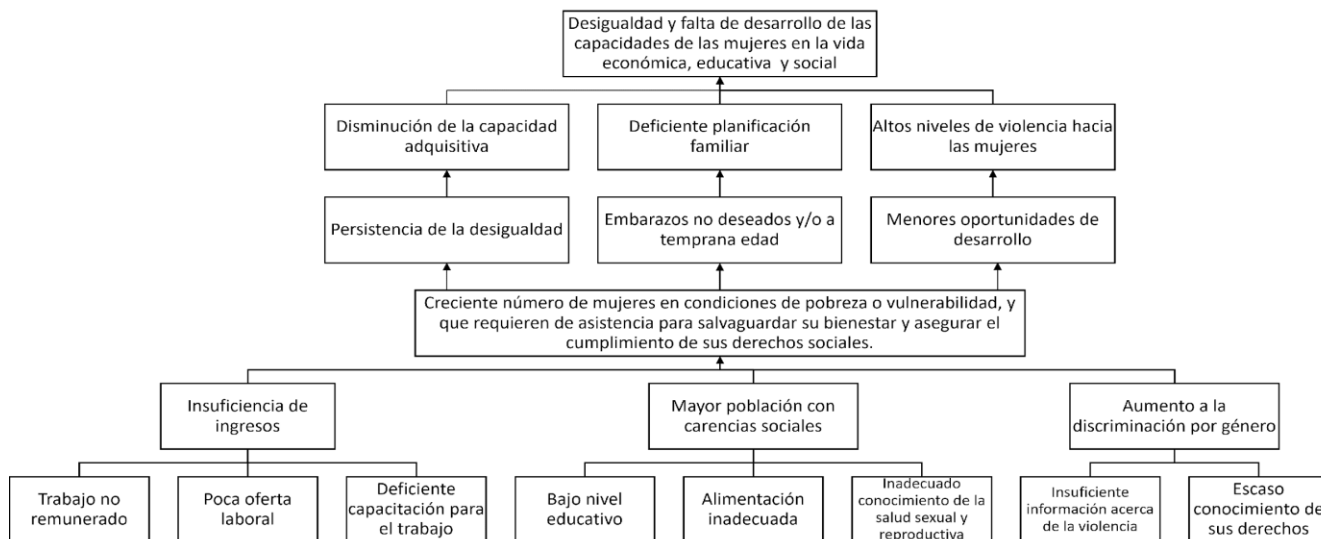 Desigualdad y falta de desarrollo de las
capacidades de las mujeres en la vida
económica, educativa y social
Disminución de la capacidad
adquisitiva
Deficiente planificación
familiar
Altos niveles de violencia hacia
las mujeres
Persistencia de la desigualdad
Embarazos no deseados y/o a
temprana edad
Menores oportunidades de
desarrollo
Creciente número de mujeres en condiciones de pobreza o vulnerabilidad, y
que requieren de asistencia para salvaguardar su bienestar y asegurar el
cumplimiento de sus derechos sociales.
Insuficiencia de
ingresos
Mayor población con
carencias sociales
Aumento a la
discriminación por género
Trabajo no
remunerado
Poca oferta
laboral
Deficiente
capacitación para
el trabajo
Bajo nivel
educativo
Alimentación
inadecuada
Inadecuado
conocimiento de la
salud sexual y
reproductiva
Insuficiente
información acerca
de la violencia
Escaso
conocimiento de
sus derechos